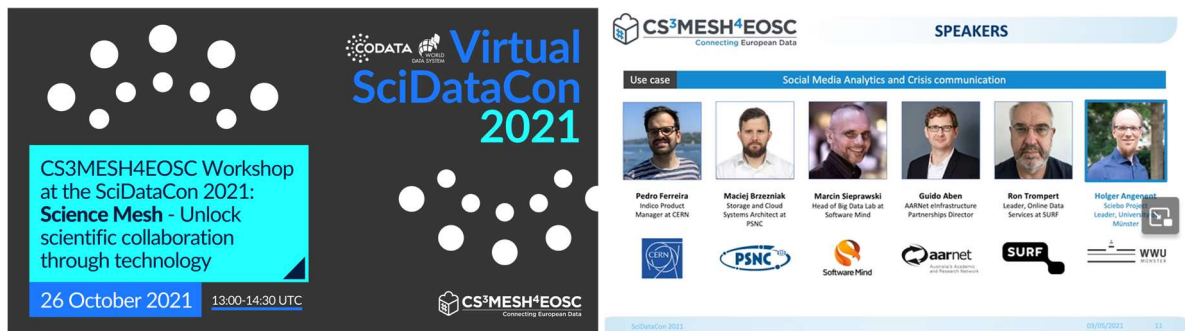 CODATA
WORLD
DATA SYSTEM
Virtual
SciDataCon
2021
CS3MESH4EOSC Workshop
at the SciDataCon 2021:
Science Mesh - Unlock
scientific collaboration
through technology
26 October 2021
13:00-14:30 UTC
CS³MESH⁴EOSC
Connecting European Data
CS³MESH⁴EOSC
Connecting European Data
SPEAKERS
Use case
Social Media Analytics and Crisis communication
Pedro Ferreira
Indico Product
Manager at CERN
Maciej Brzezniak
Storage and Cloud
Systems Architect at
PSNC
Marcin Sieprawski
Head of Big Data Lab at
Software Mind
Guido Aben
AARNet eInfrastructure
Partnerships Director
Ron Trompert
Leader, Online Data
Services at SURF
Holger Angenent
Sciebo Project
Leader, University
Münster
CERN
PSNC
Software Mind
aarnet
Australia's Academic
and Research Network
SURF
WWU
MÜNSTER
SciDataCon 2021
03/05/2021
11